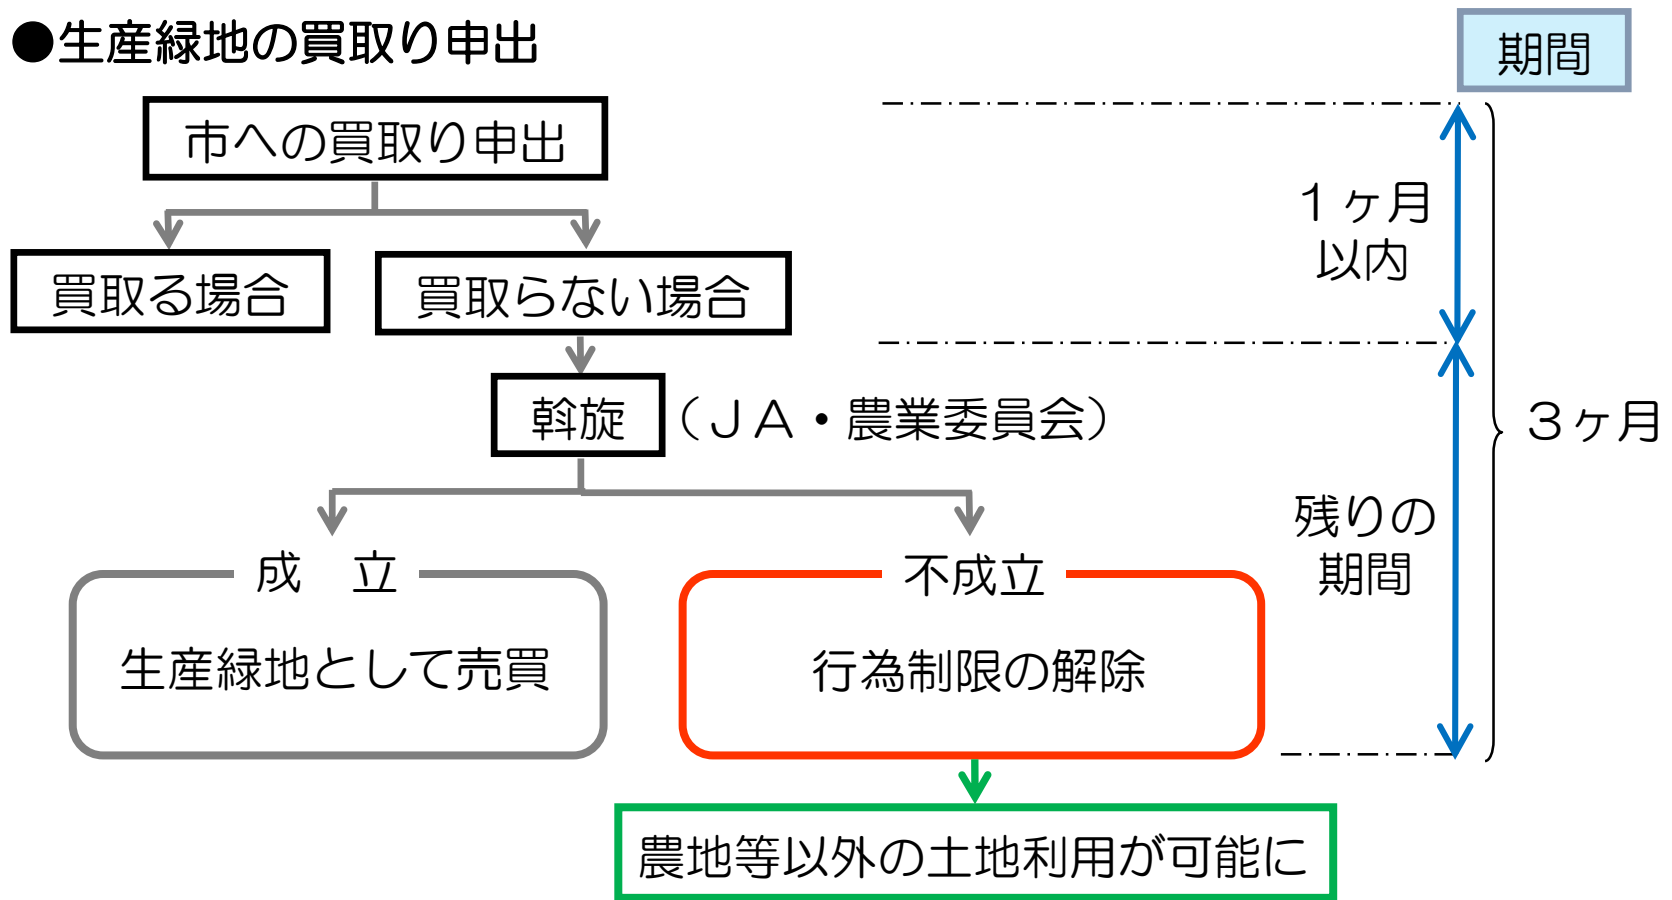 ●生産緑地の買取り申出
期間
市への買取り申出
1ヶ月
以内
買取る場合
買取らない場合
斡旋
（ＪＡ・農業委員会）
3ヶ月
残りの
期間
成　立
不成立
生産緑地として売買
行為制限の解除
農地等以外の土地利用が可能に